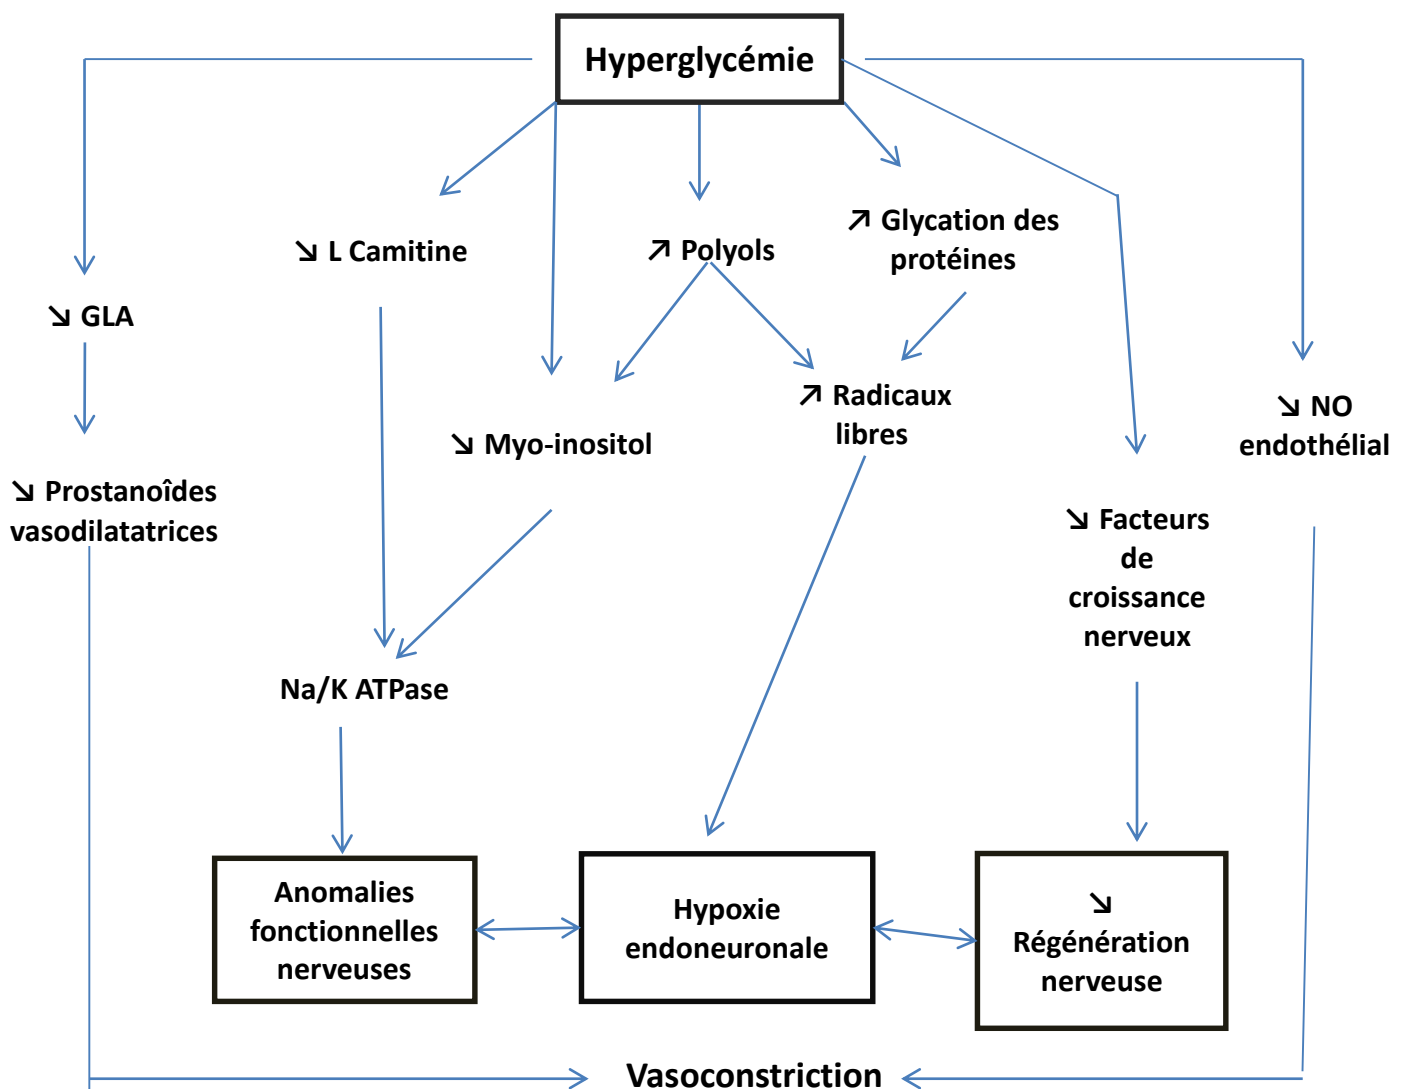 Hyperglycémie
↗ Glycation des
protéines
↘ L Camitine
↗ Polyols
↘ GLA
↗ Radicaux
libres
↘ NO
endothélial
↘ Myo-inositol
↘ Prostanoîdes
vasodilatatrices
↘ Facteurs
de
croissance
nerveux
Na/K ATPase
Anomalies
fonctionnelles
nerveuses
Hypoxie
endoneuronale
↘
Régénération
nerveuse
Vasoconstriction